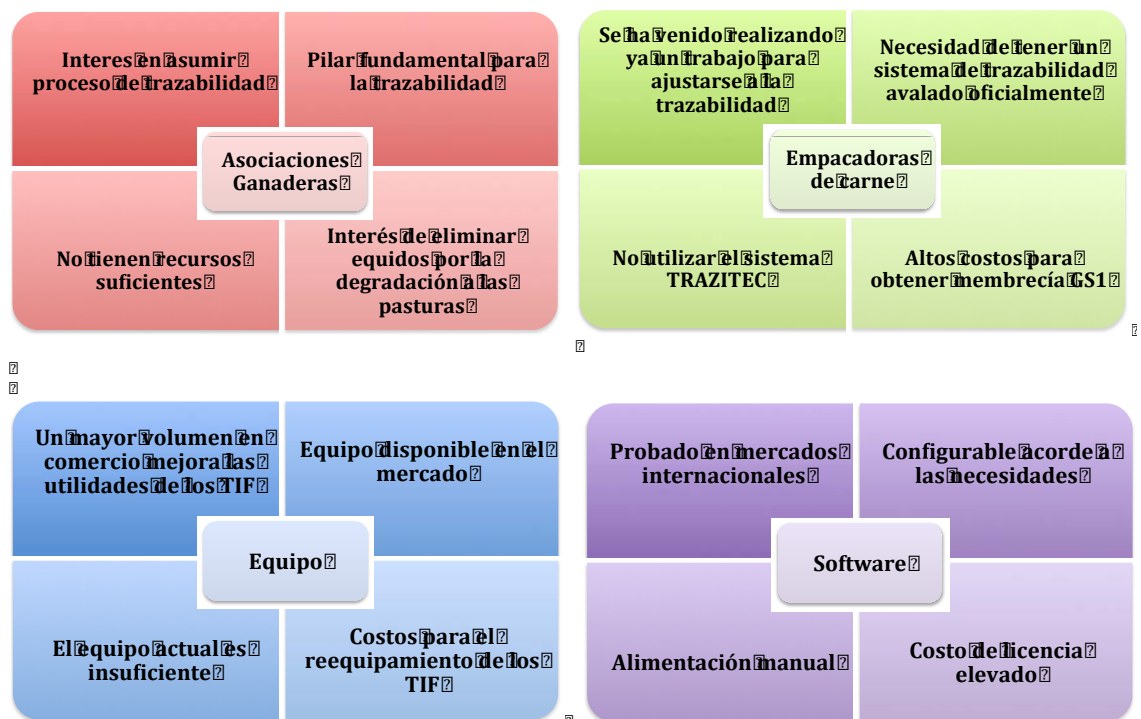 Interes en asumir
proceso de trazabilidad
Pilar fundamental para
la trazabilidad
Asociaciones
Ganaderas
No tienen recursos
suficientes
Interés de eliminar
equidos por la
degradación a las
pasturas
Se ha venido realizando
ya un trabajo para
ajustarse a la
trazabilidad
Necesidad de tener un
sistema de trazabilidad
avalado oficialmente
Empacadoras
de carne
No utilizar el sistema
TRAZITEC
Altos costos para
obtener membrecía GS1
Un mayor volumen en
comercio mejora las
utilidades de los TIF
Equipo disponible en el
mercado
Equipo
El equipo actual es
insuficiente
Costos para el
reequipamiento de los
TIF
Probado en mercados
internacionales
Configurable acorde a
las necesidades
Software
Alimentación manual
Costo de licencia
elevado